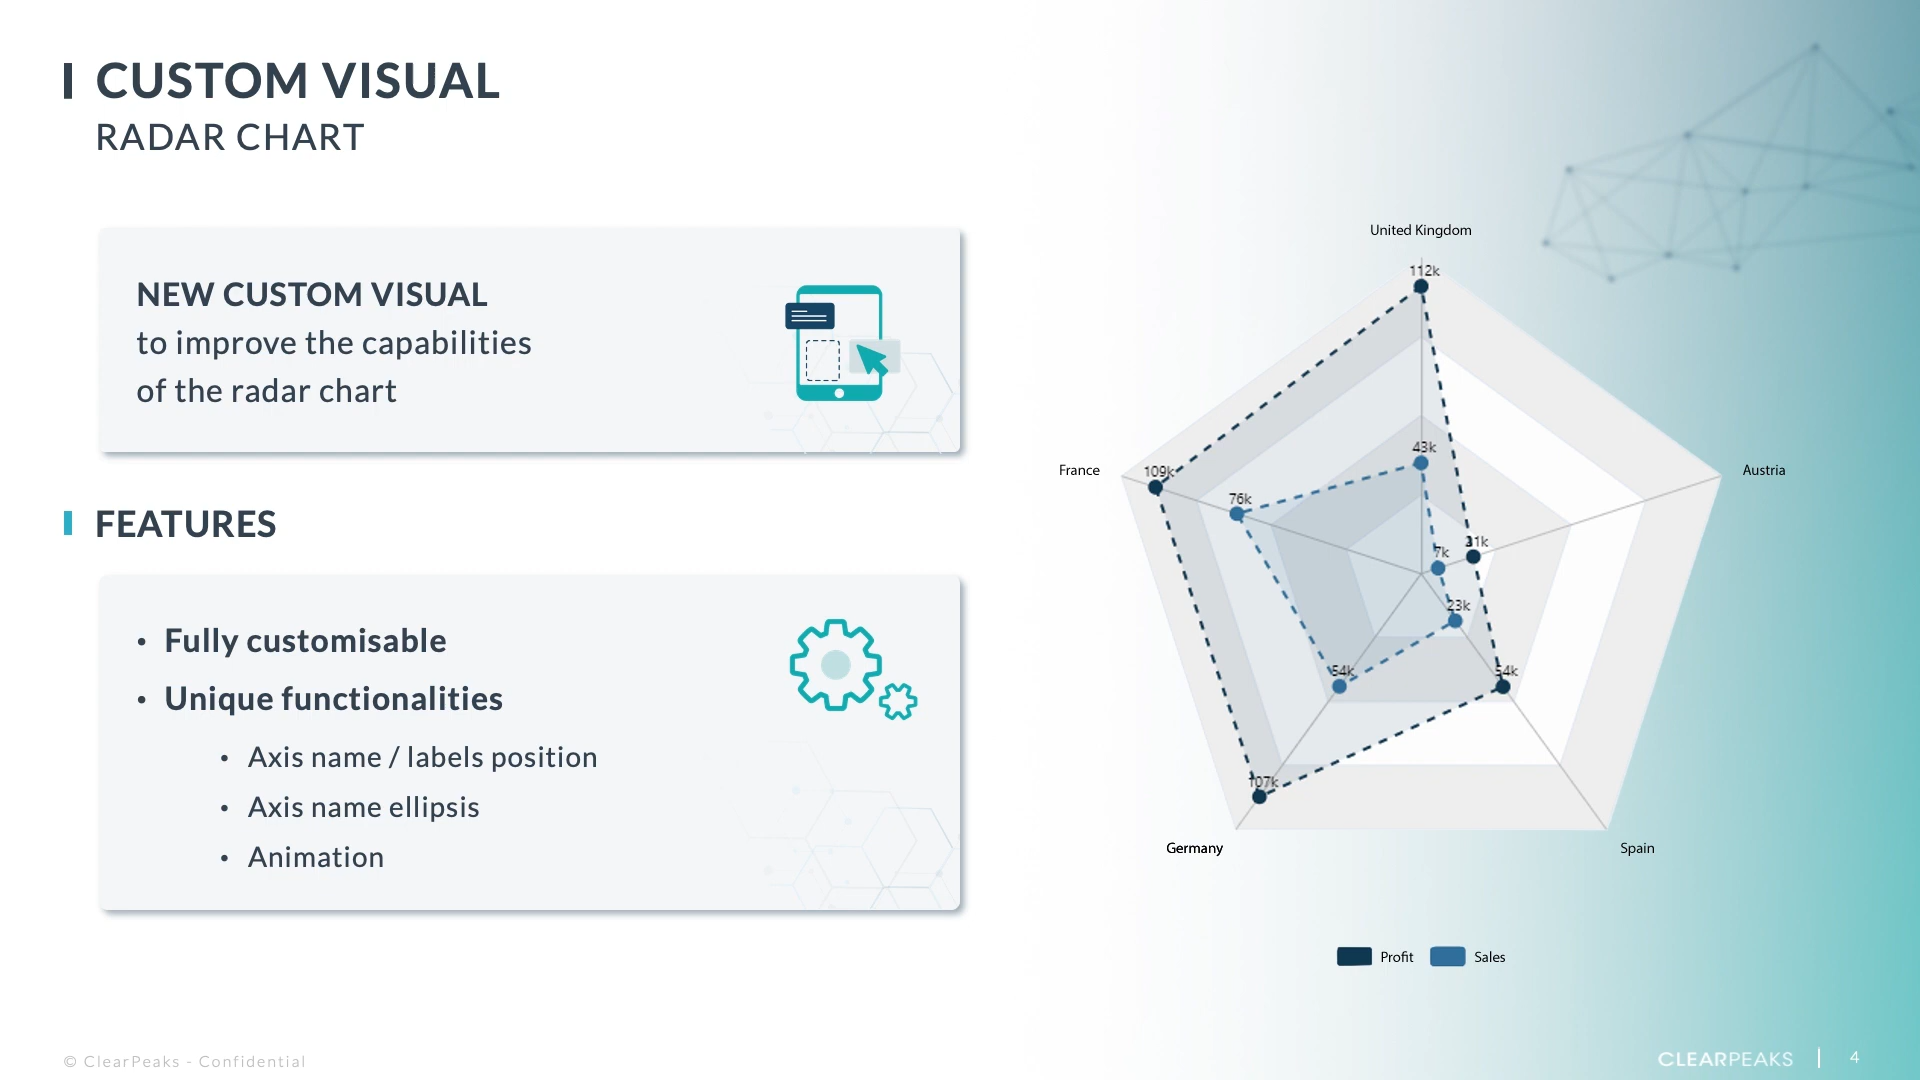 CUSTOM VISUAL
RADAR CHART
NEW CUSTOM VISUAL
to improve the capabilities
of the radar chart
FEATURES
• Fully customisable
• Unique functionalities
• Axis name / labels position
• Axis name ellipsis
• Animation
United Kingdom
112k
43k
France
109k
76k
Austria
7k
23k
54k
54k
107k
Germany
Spain
Profit
Sales
© ClearPeaks - Confidential
CLEARPEAKS
4